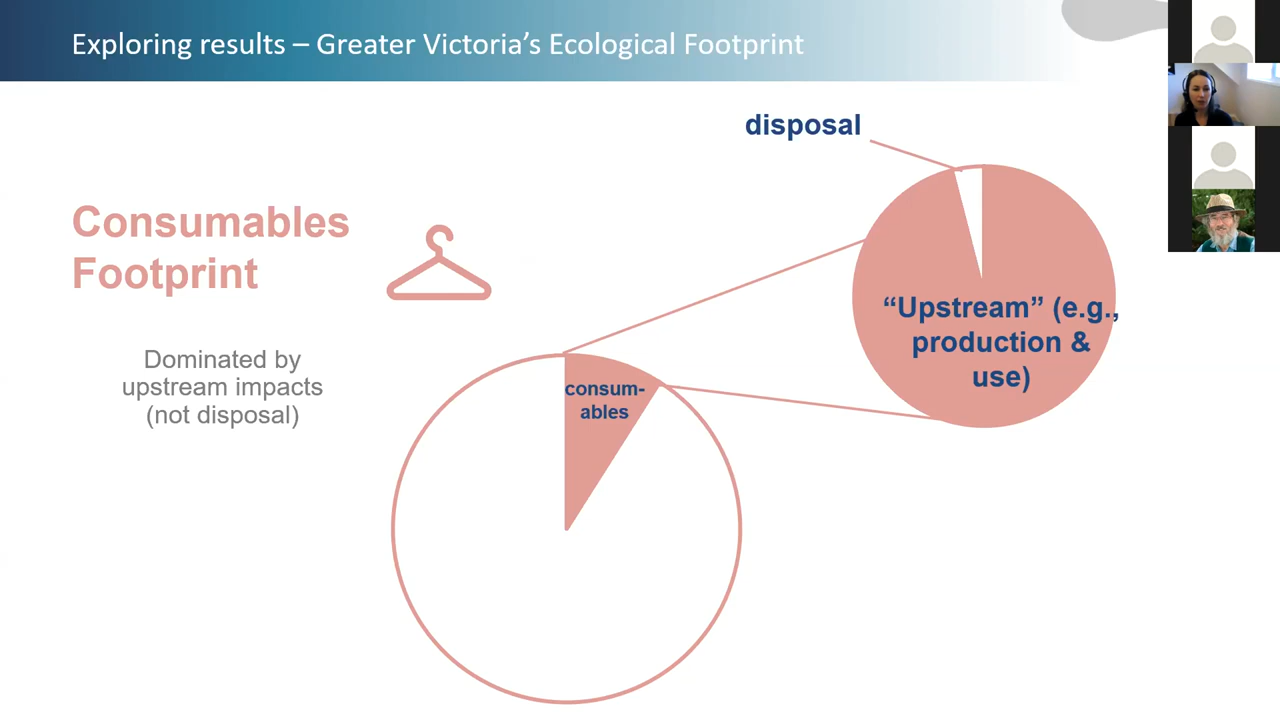 Exploring results – Greater Victoria’s Ecological Footprint
disposal
Consumables
Footprint
Dominated by
upstream impacts
(not disposal)
consum-
ables
“Upstream” (e.g.,
production &
use)